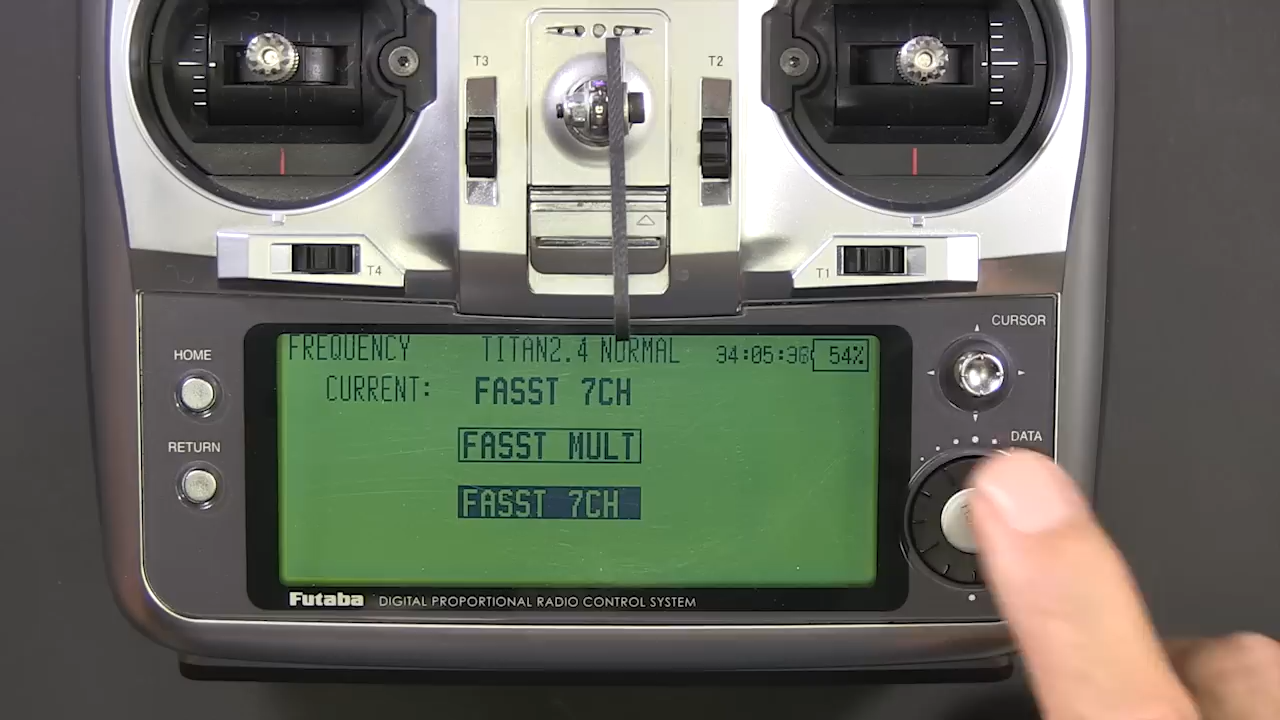 T3
T2
T4
T1
CURSOR
HOME
RETURN
DATA
FREQUENCY TITAN2.4 NORMAL 54%
CURRENT: FASST 7CH
FASST MULT
FASST 7CH
Futaba DIGITAL PROPORTIONAL RADIO CONTROL SYSTEM